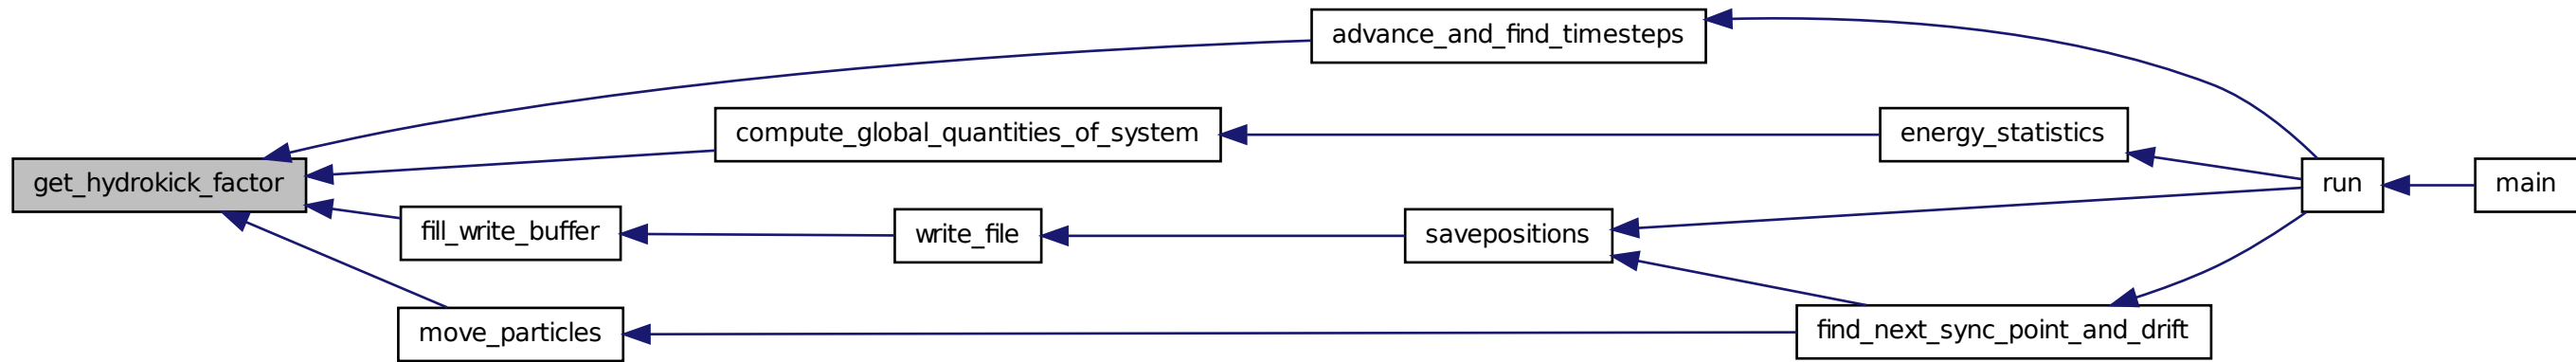 advance_and_find_timesteps
compute_global_quantities_of_system
energy_statistics
get_hydrokick_factor
run
main
fill_write_buffer
write_file
savepositions
move_particles
find_next_sync_point_and_drift